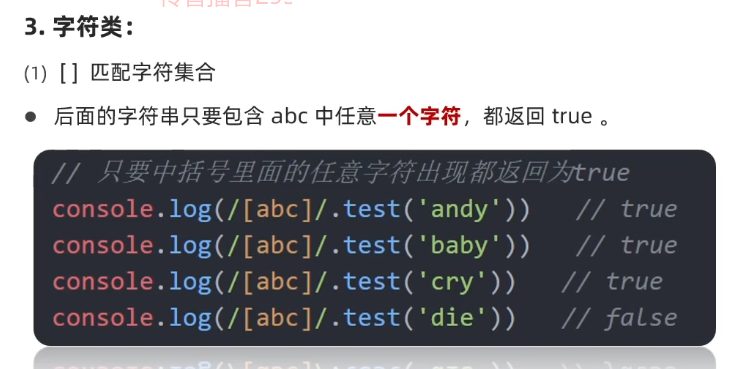 3. 字符类：
(1) [ ] 匹配字符集合
● 后面的字符串只要包含 abc 中任意一个字符，都返回 true 。
// 只要中括号里面的任意字符出现都返回为true
console.log(/[abc]/.test('andy')) // true
console.log(/[abc]/.test('baby')) // true
console.log(/[abc]/.test('cry')) // true
console.log(/[abc]/.test('die')) // false